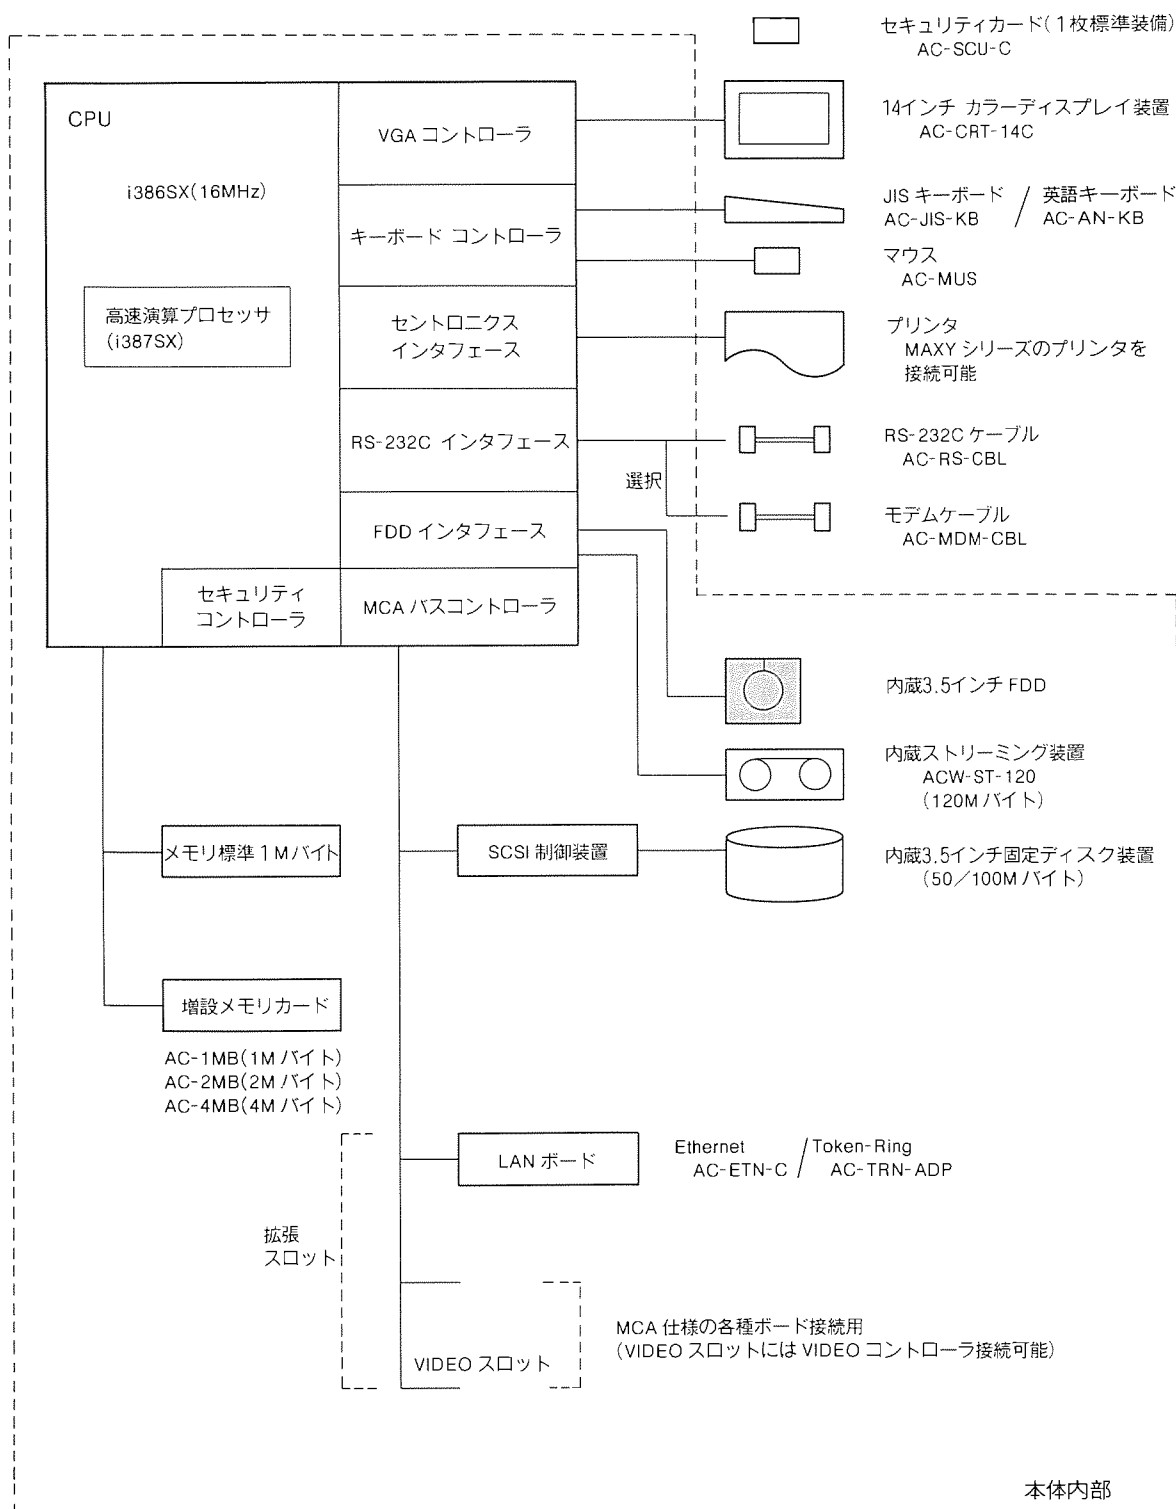 セキュリティカード(1枚標準装備)
AC-SCU-C
CPU
i386SX(16MHz)
高速演算プロセッサ
(i387SX)
VGA コントローラ
14インチ カラーディスプレイ装置
AC-CRT-14C
キーボード コントローラ
JIS キーボード / 英語キーボード
AC-JIS-KB / AC-AN-KB
マウス
AC-MUS
セントロニクス
インタフェース
プリンタ
MAXY シリーズのプリンタを
接続可能
RS-232C インタフェース
選択
RS-232C ケーブル
AC-RS-CBL
モデムケーブル
AC-MDM-CBL
FDD インタフェース
セキュリティ
コントローラ
MCA バスコントローラ
内蔵3.5インチ FDD
内蔵ストリーミング装置
ACW-ST-120
(120M バイト)
メモリ標準1Mバイト
SCSI 制御装置
内蔵3.5インチ固定ディスク装置
(50/100M バイト)
増設メモリカード
AC-1MB(1M バイト)
AC-2MB(2M バイト)
AC-4MB(4M バイト)
LAN ボード
Ethernet / Token-Ring
AC-ETN-C / AC-TRN-ADP
拡張
スロット
VIDEO スロット
MCA 仕様の各種ボード接続用
(VIDEO スロットには VIDEO コントローラ接続可能)
本体内部